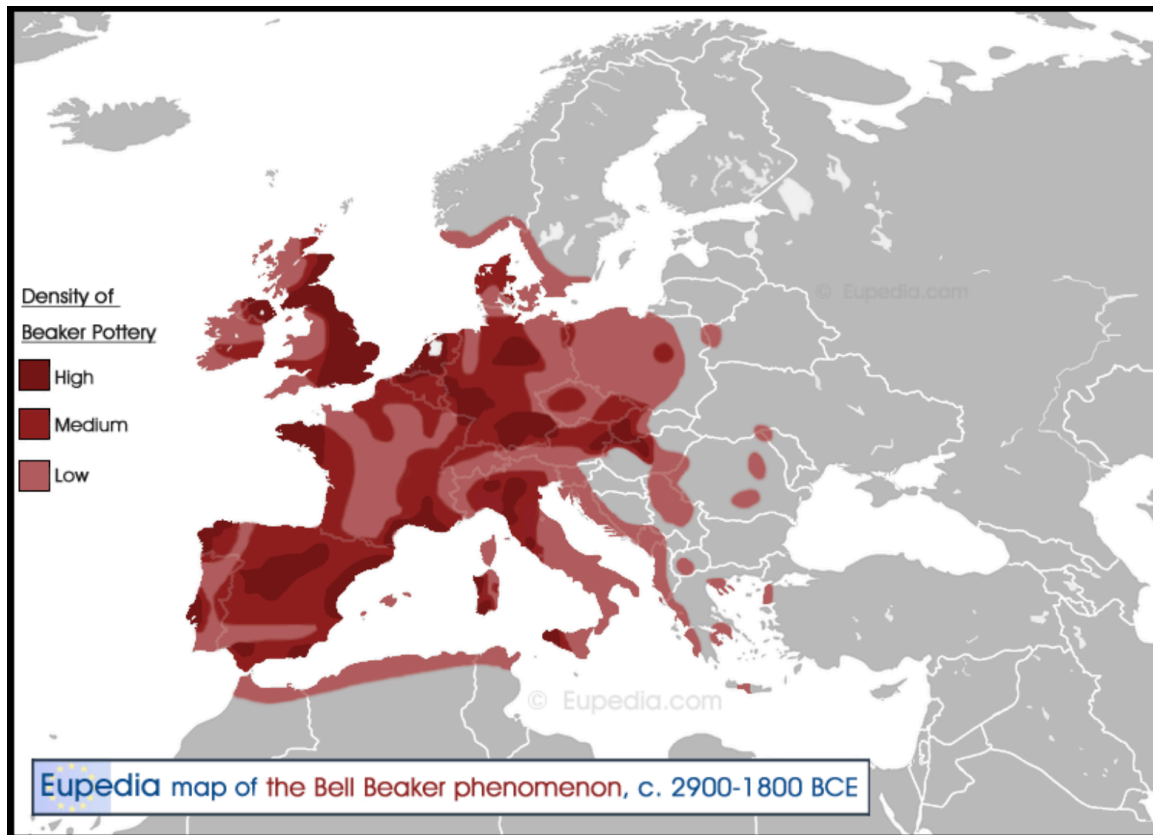 © Eupedia.com
Density of
Beaker Pottery
High
Medium
Low
© Eupedia.com
Eupedia map of the Bell Beaker phenomenon, c. 2900-1800 BCE